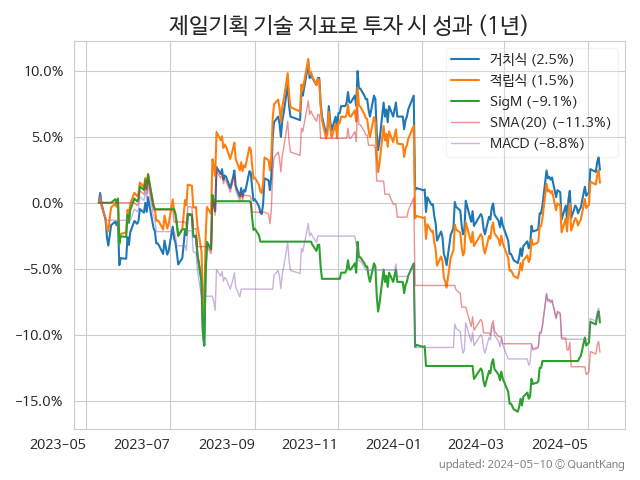 제일기획 기술 지표로 투자 시 성과 (1년)
거치식 (2.5%)
적립식 (1.5%)
SigM (−9.1%)
SMA(20) (−11.3%)
MACD (−8.8%)
10.0%
5.0%
0.0%
−5.0%
−10.0%
−15.0%
2023−05 2023−07 2023−09 2023−11 2024−01 2024−03 2024−05
updated: 2024−05−10 © QuantKang